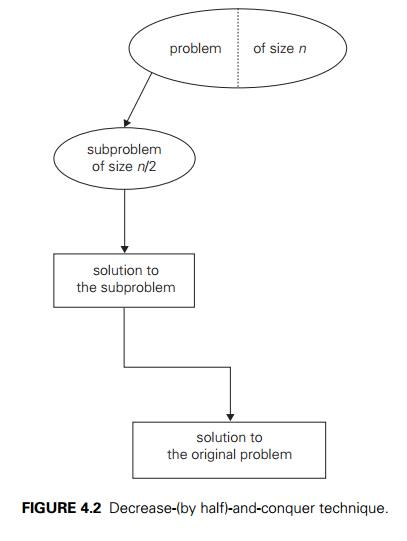 problem of size n
subproblem
of size n/2
solution to
the subproblem
solution to
the original problem
FIGURE 4.2 Decrease-(by half)-and-conquer technique.